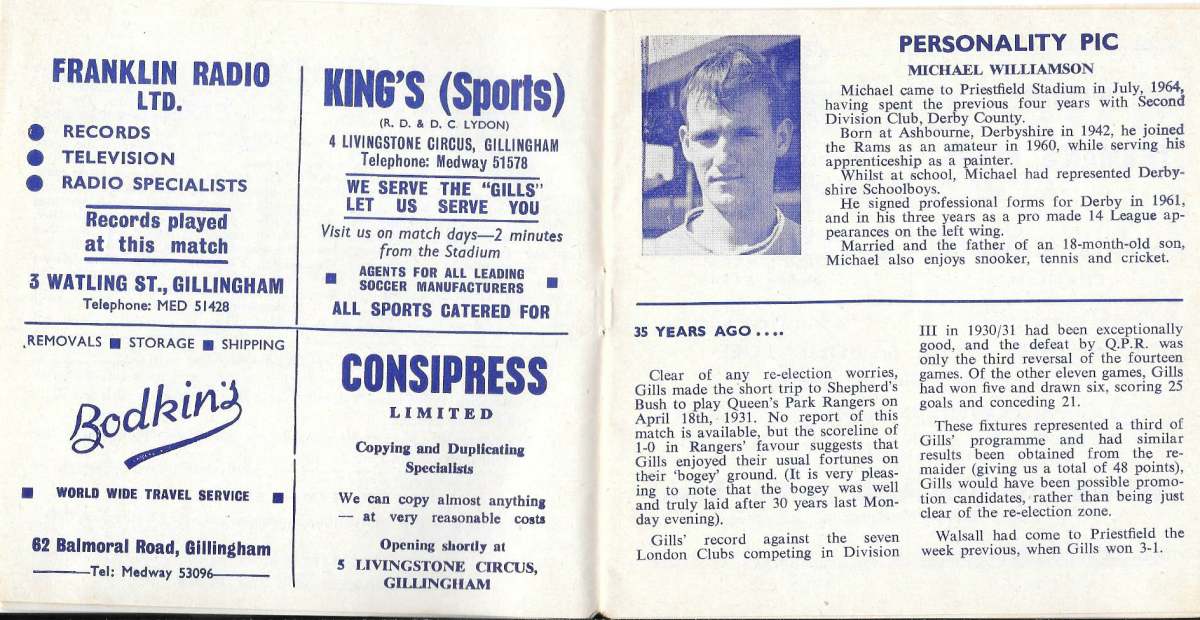 FRANKLIN RADIO
LTD.
RECORDS
TELEVISION
RADIO SPECIALISTS
Records played
at this match
3 WATLING ST., GILLINGHAM
Telephone: MED 51428
KING'S (Sports)
(R. D. & D. C. LYDON)
4 LIVINGSTONE CIRCUS, GILLINGHAM
Telephone: Medway 51578
WE SERVE THE "GILLS"
LET US SERVE YOU
Visit us on match days—2 minutes
from the Stadium
AGENTS FOR ALL LEADING
SOCCER MANUFACTURERS
ALL SPORTS CATERED FOR
REMOVALS ■ STORAGE ■ SHIPPING
Bodkin's
WORLD WIDE TRAVEL SERVICE
62 Balmoral Road, Gillingham
Tel: Medway 53096
CONSIPRESS
LIMITED
Copying and Duplicating
Specialists
We can copy almost anything
— at very reasonable costs
Opening shortly at
5 LIVINGSTONE CIRCUS,
GILLINGHAM
PERSONALITY PIC
MICHAEL WILLIAMSON
Michael came to Priestfield Stadium in July, 1964,
having spent the previous four years with Second
Division Club, Derby County.
Born at Ashbourne, Derbyshire in 1942, he joined
the Rams as an amateur in 1960, while serving his
apprenticeship as a painter.
Whilst at school, Michael had represented Derby-
shire Schoolboys.
He signed professional forms for Derby in 1961,
and in his three years as a pro made 14 League ap-
pearances on the left wing.
Married and the father of an 18-month-old son,
Michael also enjoys snooker, tennis and cricket.
35 YEARS AGO . . . .
Clear of any re-election worries,
Gills made the short trip to Shepherd's
Bush to play Queen's Park Rangers on
April 18th, 1931. No report of this
match is available, but the scoreline of
1-0 in Rangers' favour suggests that
Gills enjoyed their usual fortunes on
their 'bogey' ground. (It is very pleas-
ing to note that the bogey was well
and truly laid after 30 years last Mon-
day evening).
Gills' record against the seven
London Clubs competing in Division
III in 1930/31 had been exceptionally
good, and the defeat by Q.P.R. was
only the third reversal of the fourteen
games. Of the other eleven games, Gills
had won five and drawn six, scoring 25
goals and conceding 21.
These fixtures represented a third of
Gills' programme and had similar
results been obtained from the re-
maider (giving us a total of 48 points),
Gills would have been possible promo-
tion candidates, rather than being just
clear of the re-election zone.
Walsall had come to Priestfield the
week previous, when Gills won 3-1.